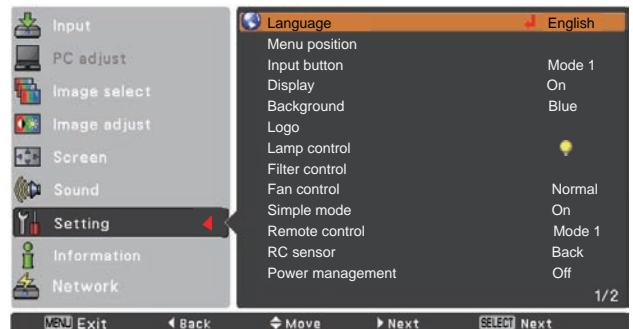 Input
PC adjust
Image select
Image adjust
Screen
Sound
Setting
Information
Network
Language English
Menu position
Input button Mode 1
Display On
Background Blue
Logo
Lamp control
Filter control
Fan control Normal
Simple mode On
Remote control Mode 1
RC sensor Back
Power management Off
1/2
MENU Exit Back Move Next SELECT Next